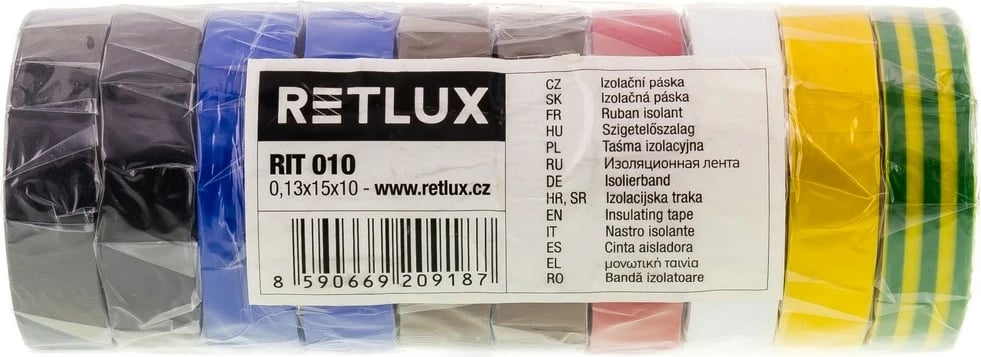 RETLUX
RIT 010
0,13x15x10 - www.retlux.cz
8 590669 209187
CZ Izolační páska
SK Izolačná páska
FR Ruban isolant
HU Szigetelőszalag
PL Taśma izolacyjna
RU Изоляционная лента
DE Isolierband
HR, SR Izolacijska traka
EN Insulating tape
IT Nastro isolante
ES Cinta aisladora
EL μονωτική ταινία
RO Bandă izolatoare